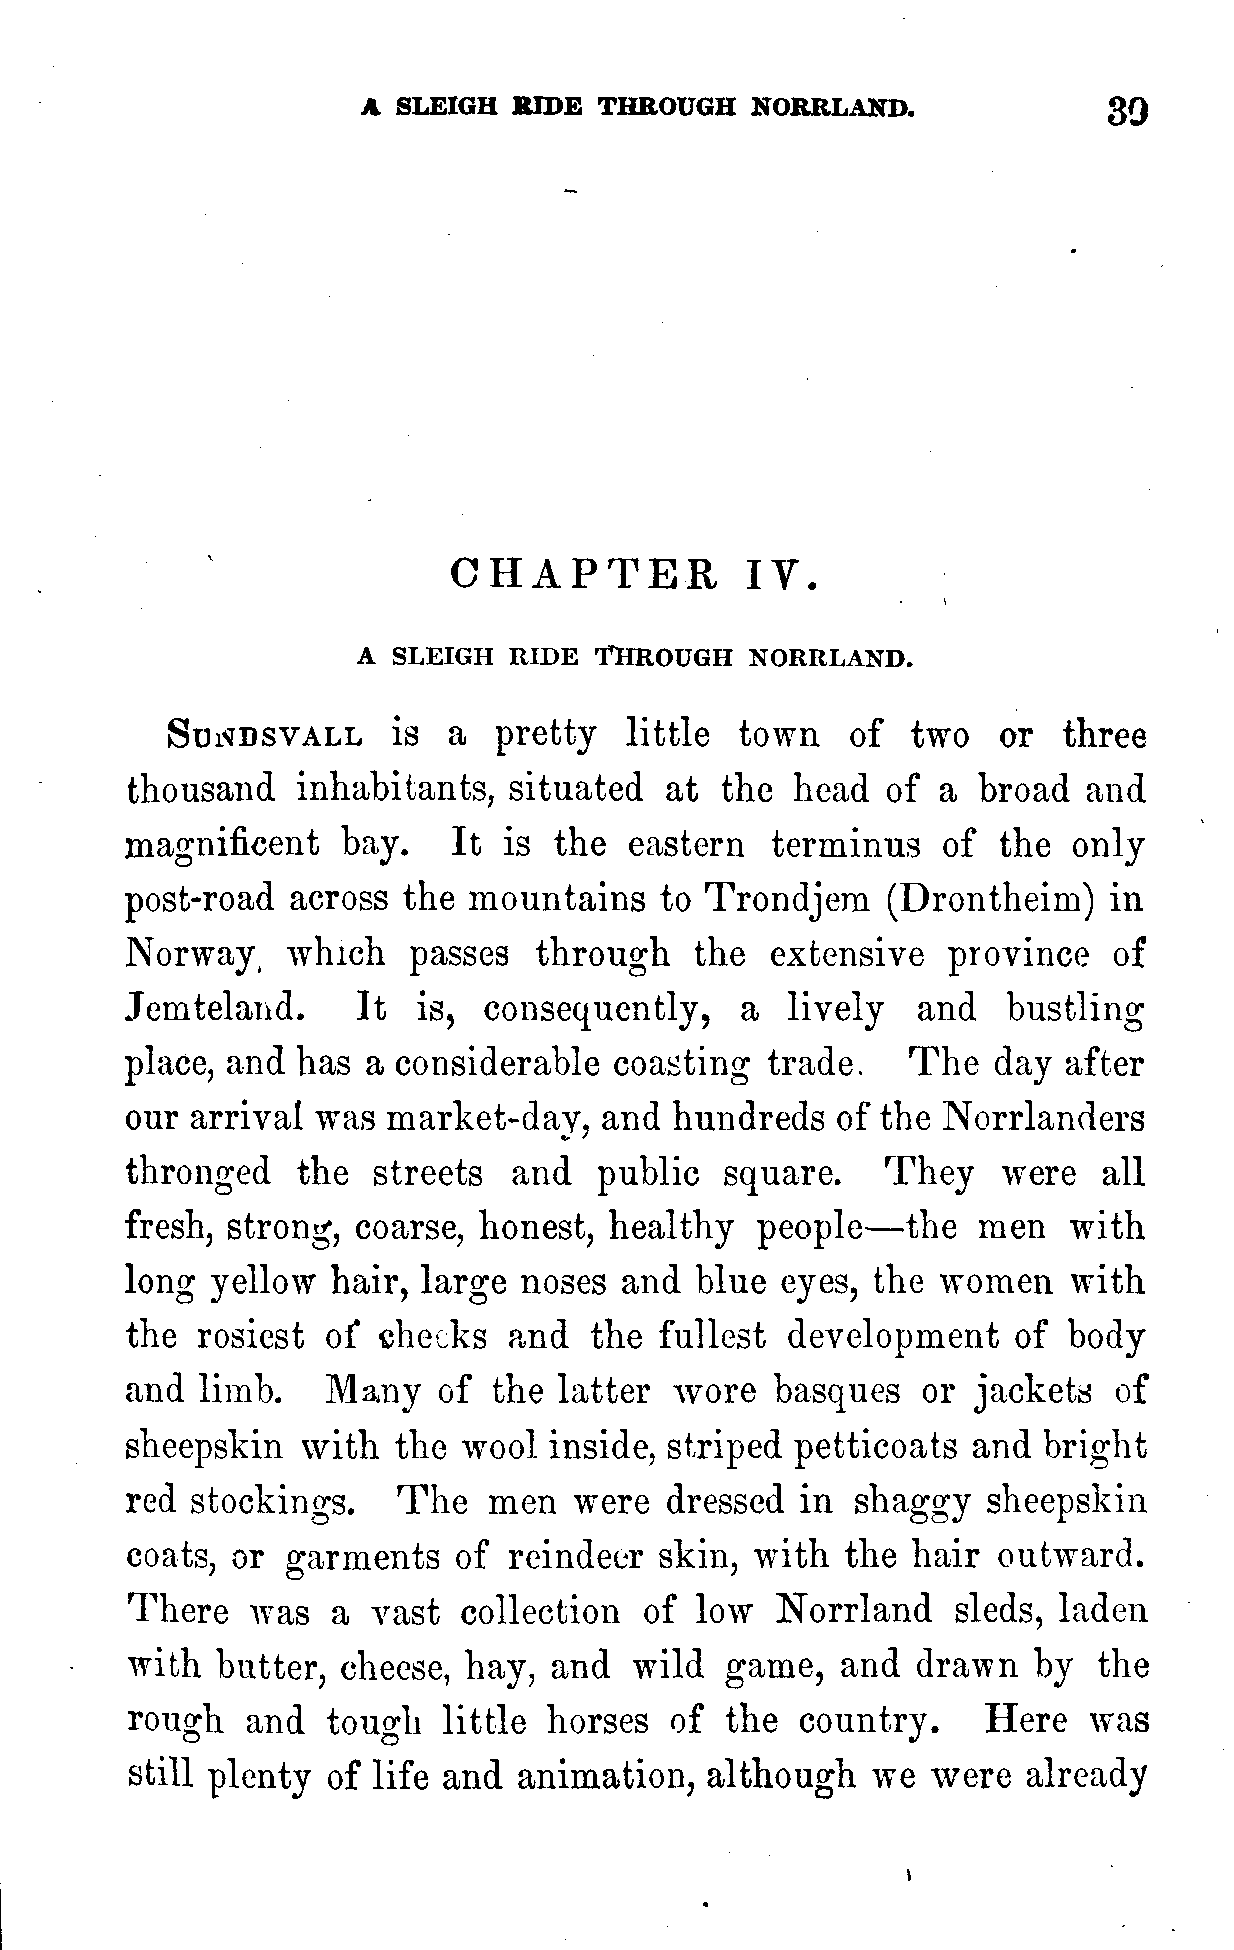 A SLEIGH RIDE THROUGH NORRLAND. 39
CHAPTER IV.
A SLEIGH RIDE THROUGH NORRLAND.
SUNDSVALL is a pretty little town of two or three
thousand inhabitants, situated at the head of a broad and
magnificent bay. It is the eastern terminus of the only
post-road across the mountains to Trondjem (Drontheim) in
Norway, which passes through the extensive province of
Jemteland. It is, consequently, a lively and bustling
place, and has a considerable coasting trade. The day after
our arrival was market-day, and hundreds of the Norrlanders
thronged the streets and public square. They were all
fresh, strong, coarse, honest, healthy people—the men with
long yellow hair, large noses and blue eyes, the women with
the rosiest of cheeks and the fullest development of body
and limb. Many of the latter wore basques or jackets of
sheepskin with the wool inside, striped petticoats and bright
red stockings. The men were dressed in shaggy sheepskin
coats, or garments of reindeer skin, with the hair outward.
There was a vast collection of low Norrland sleds, laden
with butter, cheese, hay, and wild game, and drawn by the
rough and tough little horses of the country. Here was
still plenty of life and animation, although we were already